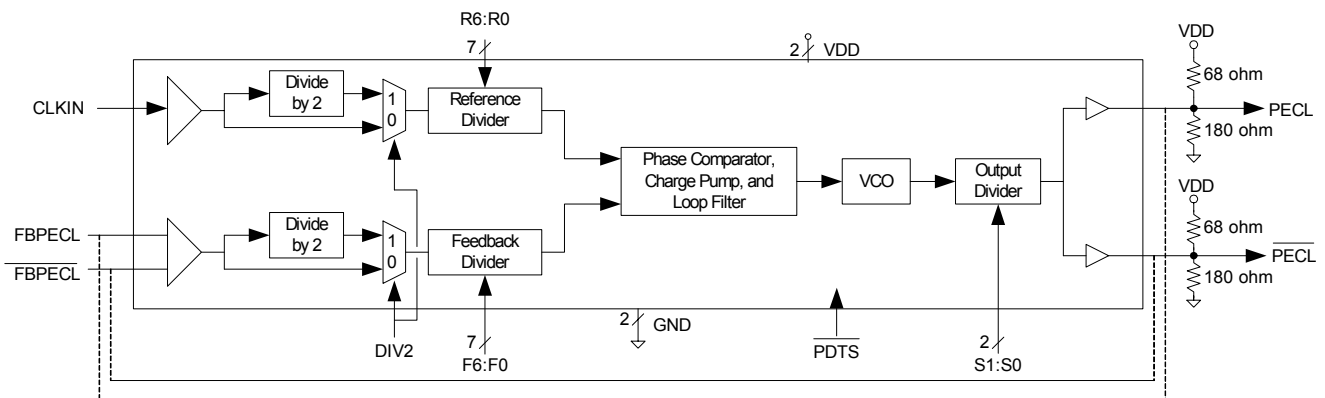 R6:R0
7
2
VDD
VDD
68 ohm
PECL
180 ohm
CLKIN
Divide
by 2
1
0
Reference
Divider
Phase Comparator,
Charge Pump, and
Loop Filter
VCO
Output
Divider
VDD
68 ohm
PECL
180 ohm
FBPECL
FBPECL
Divide
by 2
1
0
Feedback
Divider
2
GND
DIV2
7
F6:F0
PDTS
2
S1:S0